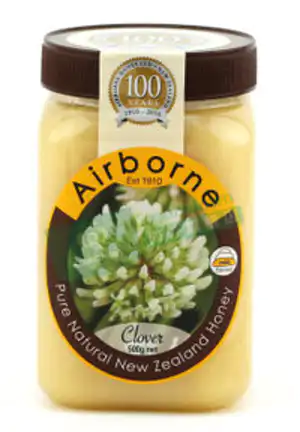 100
YEARS
1910 - 2010
Airborne
Est 1910
Clover
500g net
Pure Natural New Zealand Honey